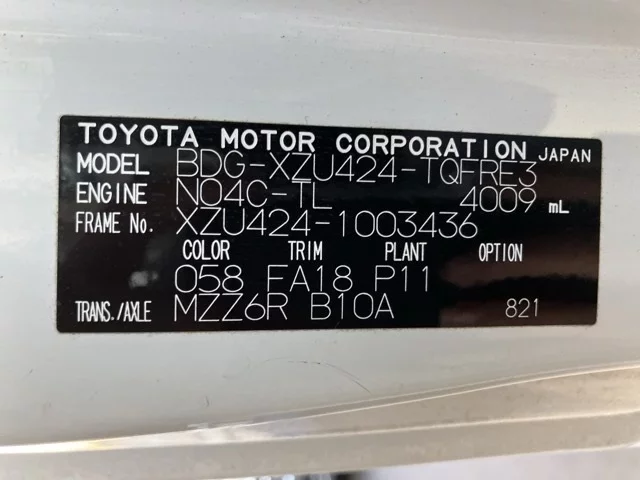 TOYOTA MOTOR CORPORATION JAPAN
MODEL BDG-XZU424-TQFRE3
ENGINE N04C-TL 4009 mL
FRAME No. XZU424-1003436
COLOR TRIM PLANT OPTION
058 FA18 P11
TRANS./AXLE MZZ6R B10A 821